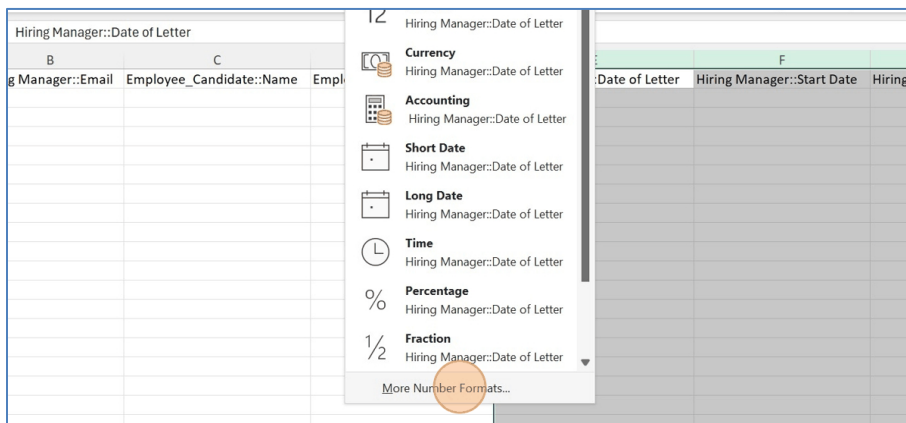 Hiring Manager::Date of Letter
B C F
g Manager::Email Employee_Candidate::Name Empl :Date of Letter Hiring Manager::Start Date Hiring
12
Hiring Manager::Date of Letter
Currency
Hiring Manager::Date of Letter
Accounting
Hiring Manager::Date of Letter
Short Date
Hiring Manager::Date of Letter
Long Date
Hiring Manager::Date of Letter
Time
Hiring Manager::Date of Letter
Percentage
Hiring Manager::Date of Letter
Fraction
Hiring Manager::Date of Letter
More Number Formats...